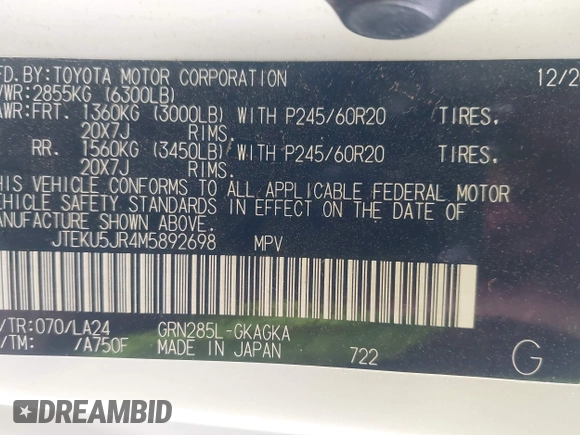 FD. BY: TOYOTA MOTOR CORPORATION 12/2
VWR: 2855KG (6300LB)
AWR: FRT. 1360KG (3000LB) WITH P245/60R20 TIRES,
20X7J RIMS.
RR. 1560KG (3450LB) WITH P245/60R20 TIRES,
20X7J RIMS.
HIS VEHICLE CONFORMS TO ALL APPLICABLE FEDERAL MOTOR
VEHICLE SAFETY STANDARDS IN EFFECT ON THE DATE OF
MANUFACTURE SHOWN ABOVE.
JTEKU5JR4M5892698 MPV
/TR: 070/LA24 GRN285L-GKAGKA
/TM: /A750F MADE IN JAPAN 722 G
DREAMBID